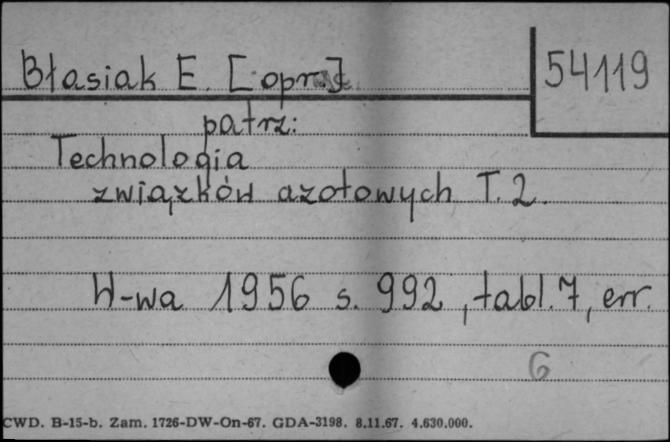 Błasiak E. [opr.]
54119
patrz:
Technologia
związków azotowych T. 2.
W-wa 1956 s. 992, tabl. 7, err.
6
CWD. B-15-b. Zam. 1726-DW-On-67. GDA-3198. 8.11.67. 4.630.000.